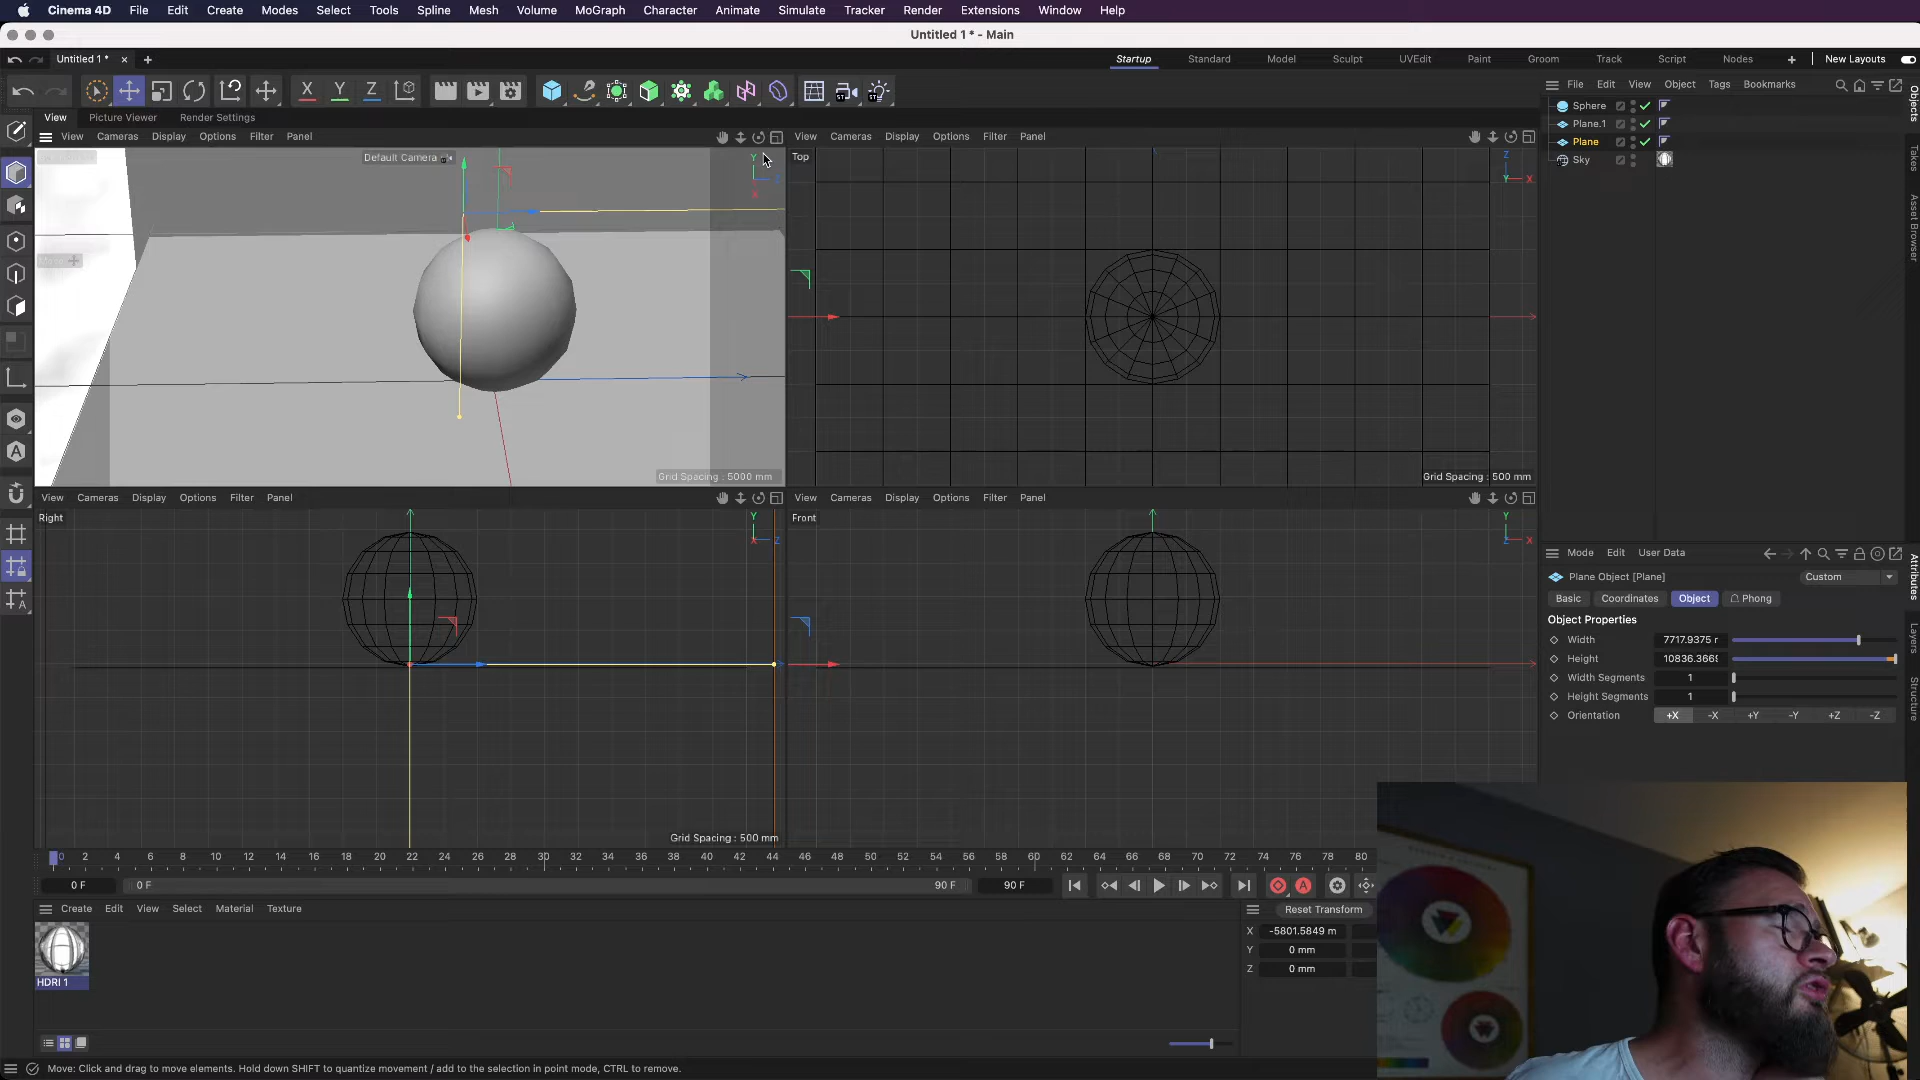 Cinema 4D File Edit Create Modes Select Tools Spline Mesh Volume MoGraph Character Animate Simulate Tracker Render Extensions Window Help
Untitled 1 * - Main
Untitled 1 * × + Startup Standard Model Sculpt UVEdit Paint Groom Track Script Nodes + New Layouts
X Y Z
File Edit View Object Tags Bookmarks
View Picture Viewer Render Settings
View Cameras Display Options Filter Panel
View Cameras Display Options Filter Panel
Sphere
Plane.1
Plane
Sky
Objects
Takes
Asset Browser
Default Camera
Y
Z
X
Top
Z
Y X
Grid Spacing : 5000 mm
Grid Spacing : 500 mm
View Cameras Display Options Filter Panel
View Cameras Display Options Filter Panel
Right
Y
X Z
Front
Y
Z X
Grid Spacing : 500 mm
Mode Edit User Data
Plane Object [Plane]
Custom
Basic Coordinates Object Phong
Object Properties
Width 7717.9375 r
Height 10836.366
Width Segments 1
Height Segments 1
Orientation +X -X +Y -Y +Z -Z
Attributes
Layers
Structure
0 2 4 6 8 10 12 14 16 18 20 22 24 26 28 30 32 34 36 38 40 42 44 46 48 50 52 54 56 58 60 62 64 66 68 70 72 74 76 78 80
0 F 0 F 90 F 90 F
Create Edit View Select Material Texture
Reset Transform
X -5801.5849 m
Y 0 mm
Z 0 mm
HDRI 1
Move: Click and drag to move elements. Hold down SHIFT to quantize movement / add to the selection in point mode, CTRL to remove.